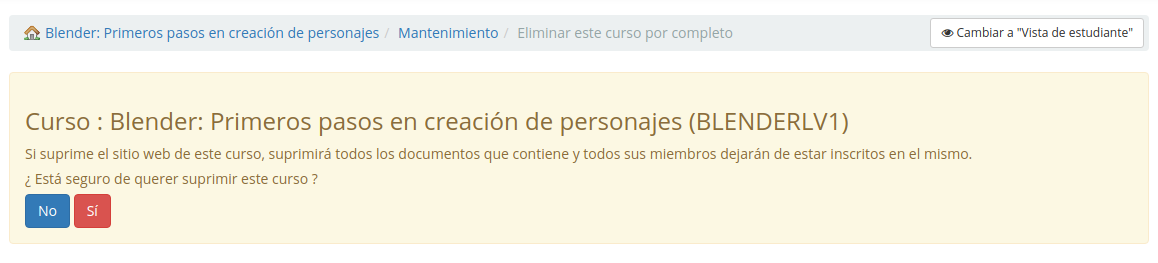 Blender: Primeros pasos en creación de personajes / Mantenimiento / Eliminar este curso por completo
Cambiar a "Vista de estudiante"
Curso : Blender: Primeros pasos en creación de personajes (BLENDERLV1)
Si suprime el sitio web de este curso, suprimirá todos los documentos que contiene y todos sus miembros dejarán de estar inscritos en el mismo.
¿ Está seguro de querer suprimir este curso ?
No Sí